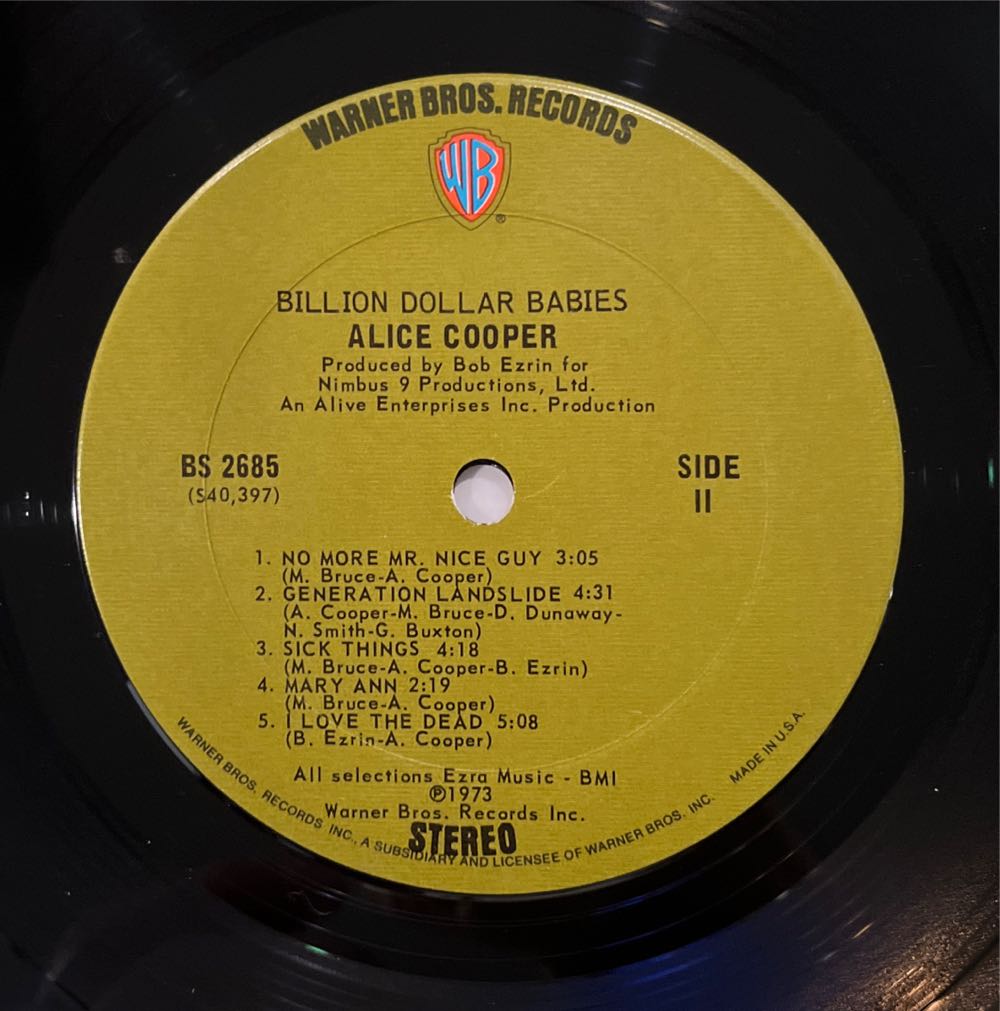 WARNER BROS. RECORDS
WB
®
BILLION DOLLAR BABIES
ALICE COOPER
Produced by Bob Ezrin for
Nimbus 9 Productions, Ltd.
An Alive Enterprises Inc. Production
BS 2685
(S40,397)
SIDE
II
1. NO MORE MR. NICE GUY 3:05
(M. Bruce-A. Cooper)
2. GENERATION LANDSLIDE 4:31
(A. Cooper-M. Bruce-D. Dunaway-
N. Smith-G. Buxton)
3. SICK THINGS 4:18
(M. Bruce-A. Cooper-B. Ezrin)
4. MARY ANN 2:19
(M. Bruce-A. Cooper)
5. I LOVE THE DEAD 5:08
(B. Ezrin-A. Cooper)
All selections Ezra Music - BMI
℗1973
Warner Bros. Records Inc.
STEREO
WARNER BROS. RECORDS INC., A SUBSIDIARY AND LICENSEE OF WARNER BROS. INC. MADE IN U.S.A.